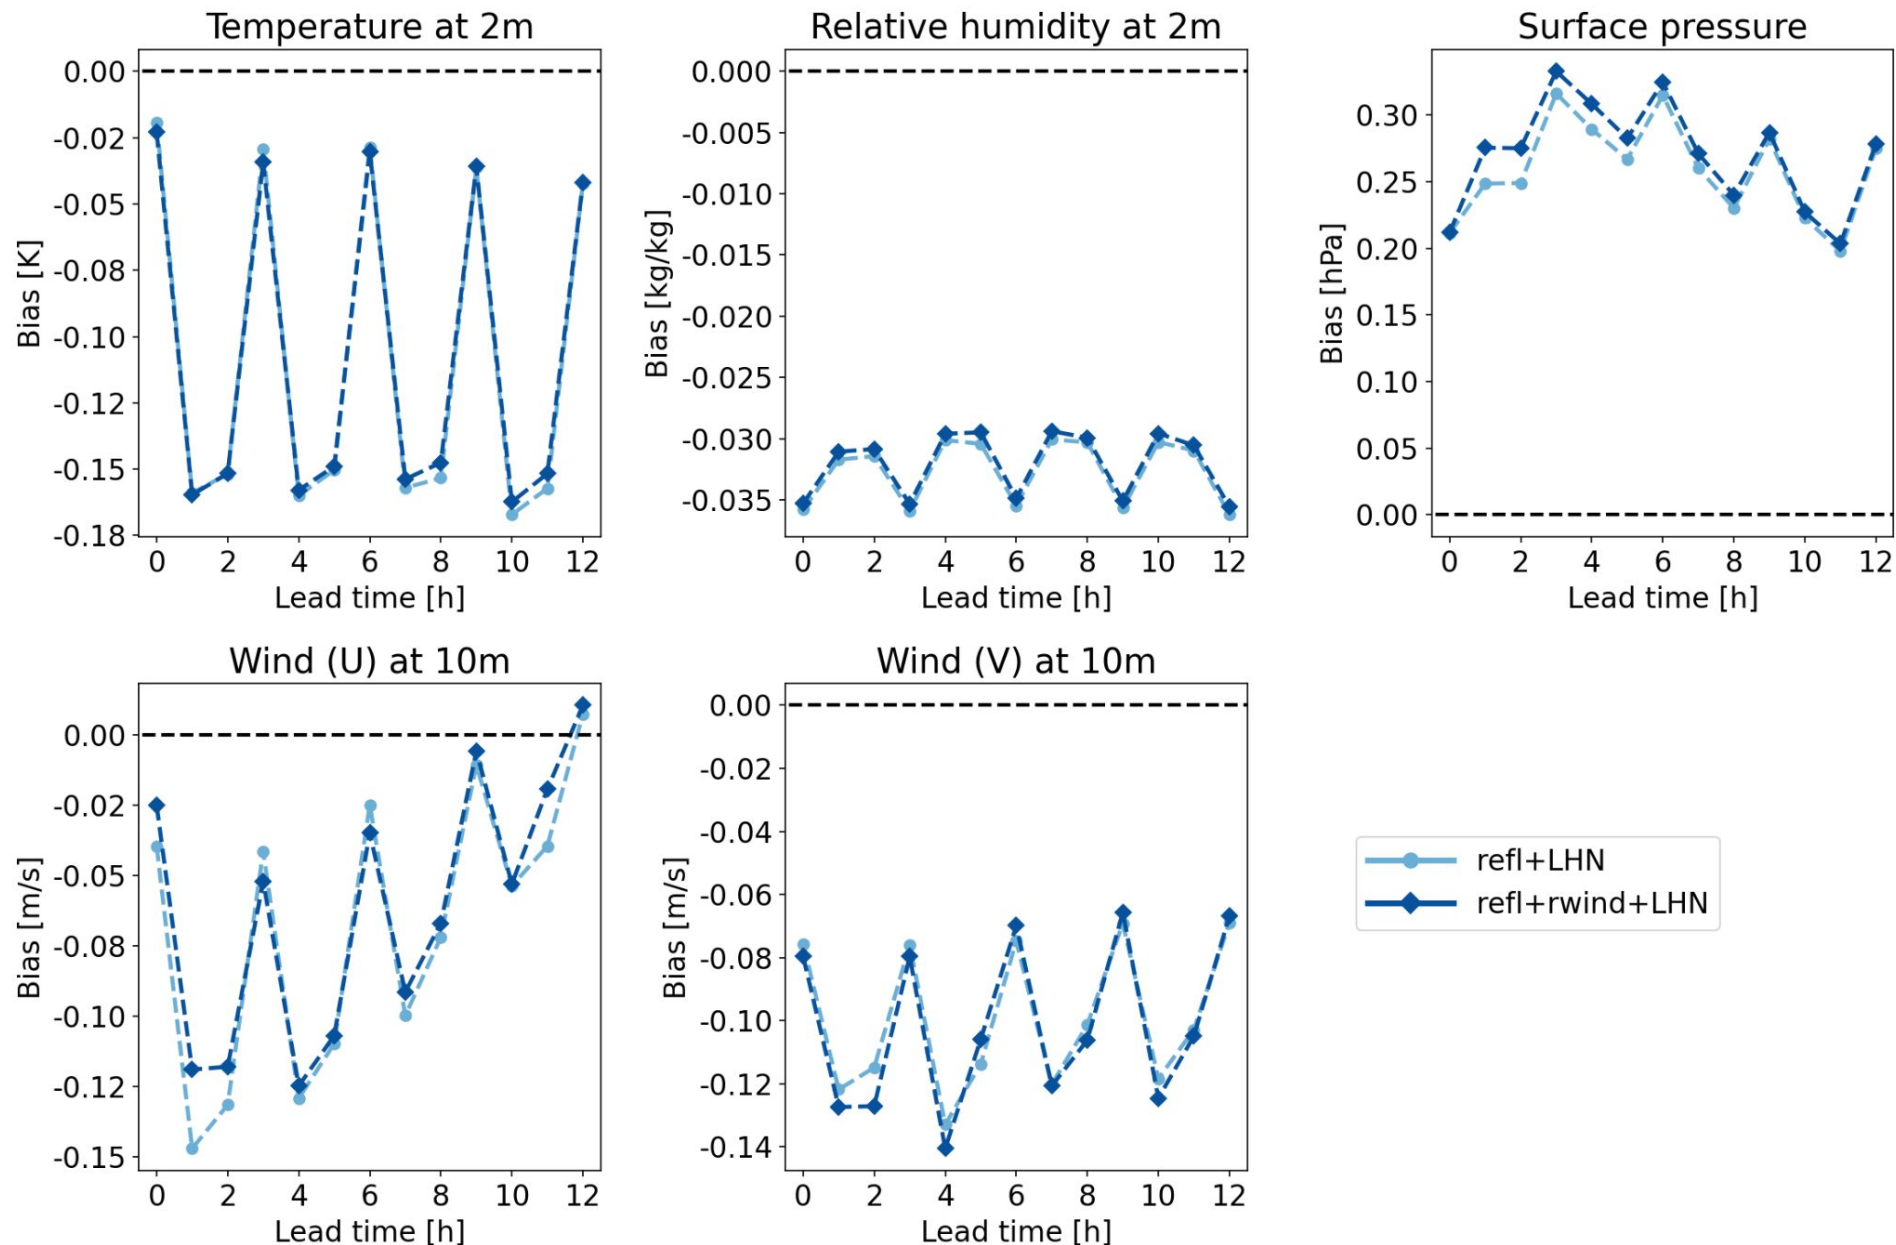 Temperature at 2m
0.00
-0.02
-0.05
-0.08
-0.10
-0.12
-0.15
-0.18
Bias [K]
0 2 4 6 8 10 12
Lead time [h]
Relative humidity at 2m
0.000
-0.005
-0.010
-0.015
-0.020
-0.025
-0.030
-0.035
Bias [kg/kg]
0 2 4 6 8 10 12
Lead time [h]
Surface pressure
0.30
0.25
0.20
0.15
0.10
0.05
0.00
Bias [hPa]
0 2 4 6 8 10 12
Lead time [h]
Wind (U) at 10m
0.00
-0.02
-0.05
-0.08
-0.10
-0.12
-0.15
Bias [m/s]
0 2 4 6 8 10 12
Lead time [h]
Wind (V) at 10m
0.00
-0.02
-0.04
-0.06
-0.08
-0.10
-0.12
-0.14
Bias [m/s]
0 2 4 6 8 10 12
Lead time [h]
refl+LHN
refl+rwind+LHN